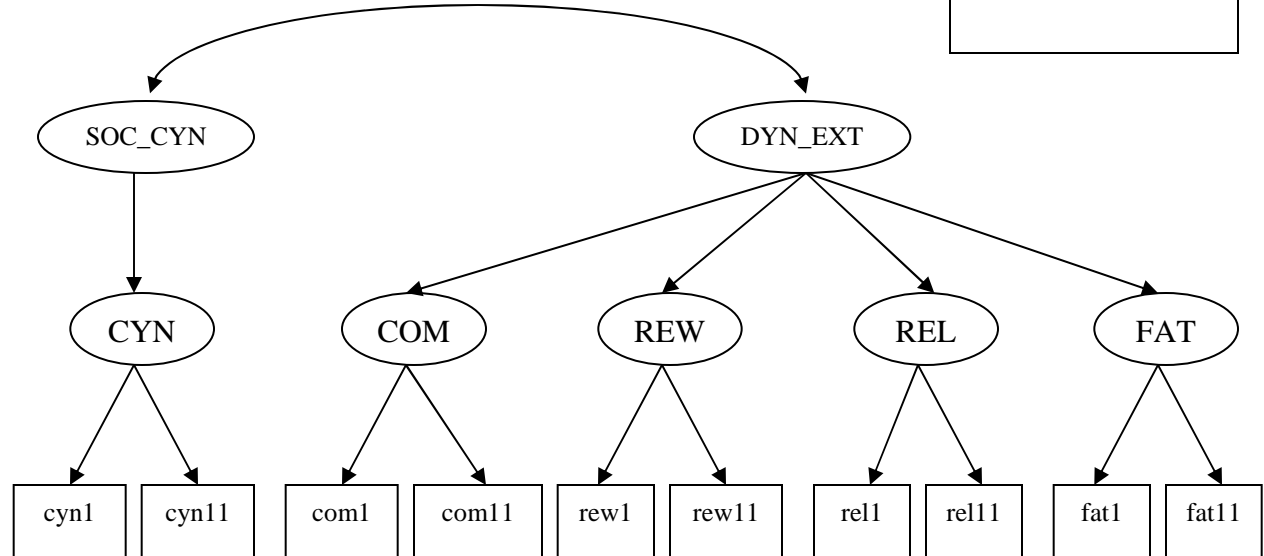 SOC_CYN DYN_EXT
CYN COM REW REL FAT
cyn1 cyn11 com1 com11 rew1 rew11 rel1 rel11 fat1 fat11